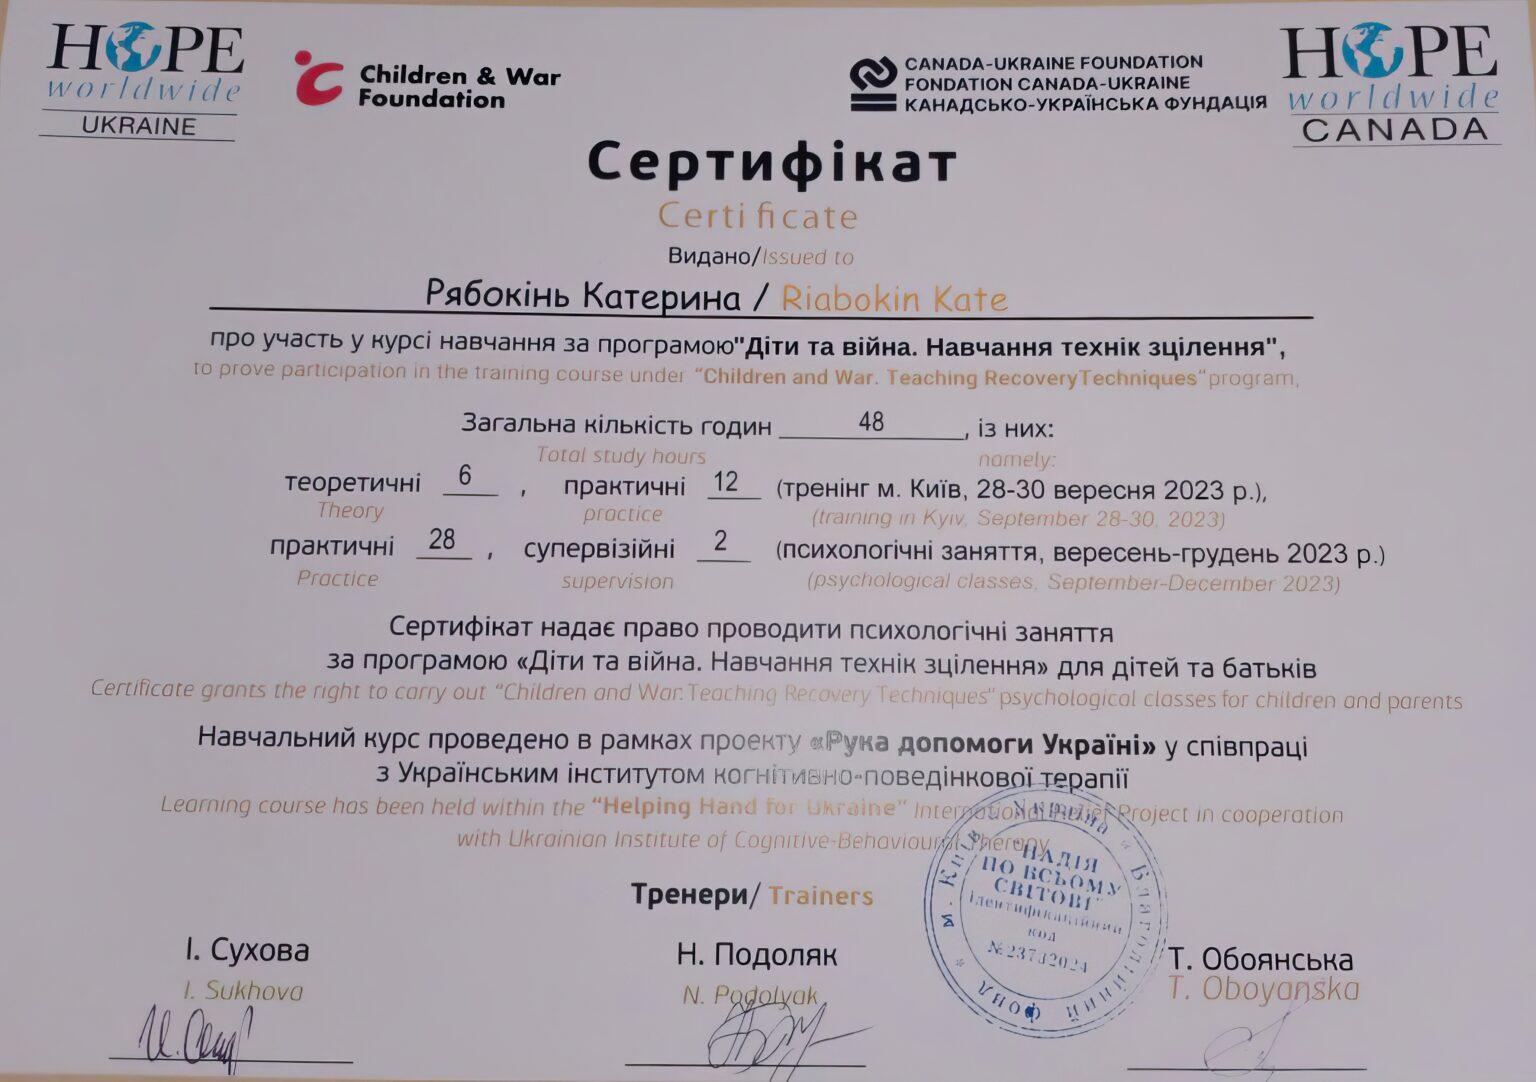 HOPE
worldwide
UKRAINE
Children & War
Foundation
CANADA-UKRAINE FOUNDATION
FONDATION CANADA-UKRAINE
КАНАДСЬКО-УКРАЇНСЬКА ФУНДАЦІЯ
HOPE
worldwide
CANADA
Сертифікат
Certificate
Видано/Issued to
Рябокінь Катерина / Riabokin Kate
про участь у курсі навчання за програмою"Діти та війна. Навчання технік зцілення",
to prove participation in the training course under "Children and War. Teaching RecoveryTechniques"program,
Загальна кількість годин 48, із них:
Total study hours namely:
теоретичні 6, практичні 12 (тренінг м. Київ, 28-30 вересня 2023 р.),
Theory practice (training in Kyiv, September 28-30, 2023)
практичні 28, супервізійні 2 (психологічні заняття, вересень-грудень 2023 р.)
Practice supervision (psychological classes, September-December 2023)
Сертифікат надає право проводити психологічні заняття
за програмою «Діти та війна. Навчання технік зцілення» для дітей та батьків
Certificate grants the right to carry out "Children and War. Teaching Recovery Techniques" psychological classes for children and parents
Навчальний курс проведено в рамках проекту «Рука допомоги Україні» у співпраці
з Українським інститутом когнітивно-поведінкової терапії
Learning course has been held within the "Helping Hand for Ukraine" International Relief Project in cooperation
with Ukrainian Institute of Cognitive-Behavioural Therapy
Тренери/ Trainers
І. Сухова
I. Sukhova
Н. Подоляк
N. Podolyak
Т. Обоянська
T. Oboyanska
м. Київ * Україна * Благодійний фонд *
"НАДІЯ
ПО ВСЬОМУ
СВІТОВІ"
ідентифікаційний
код